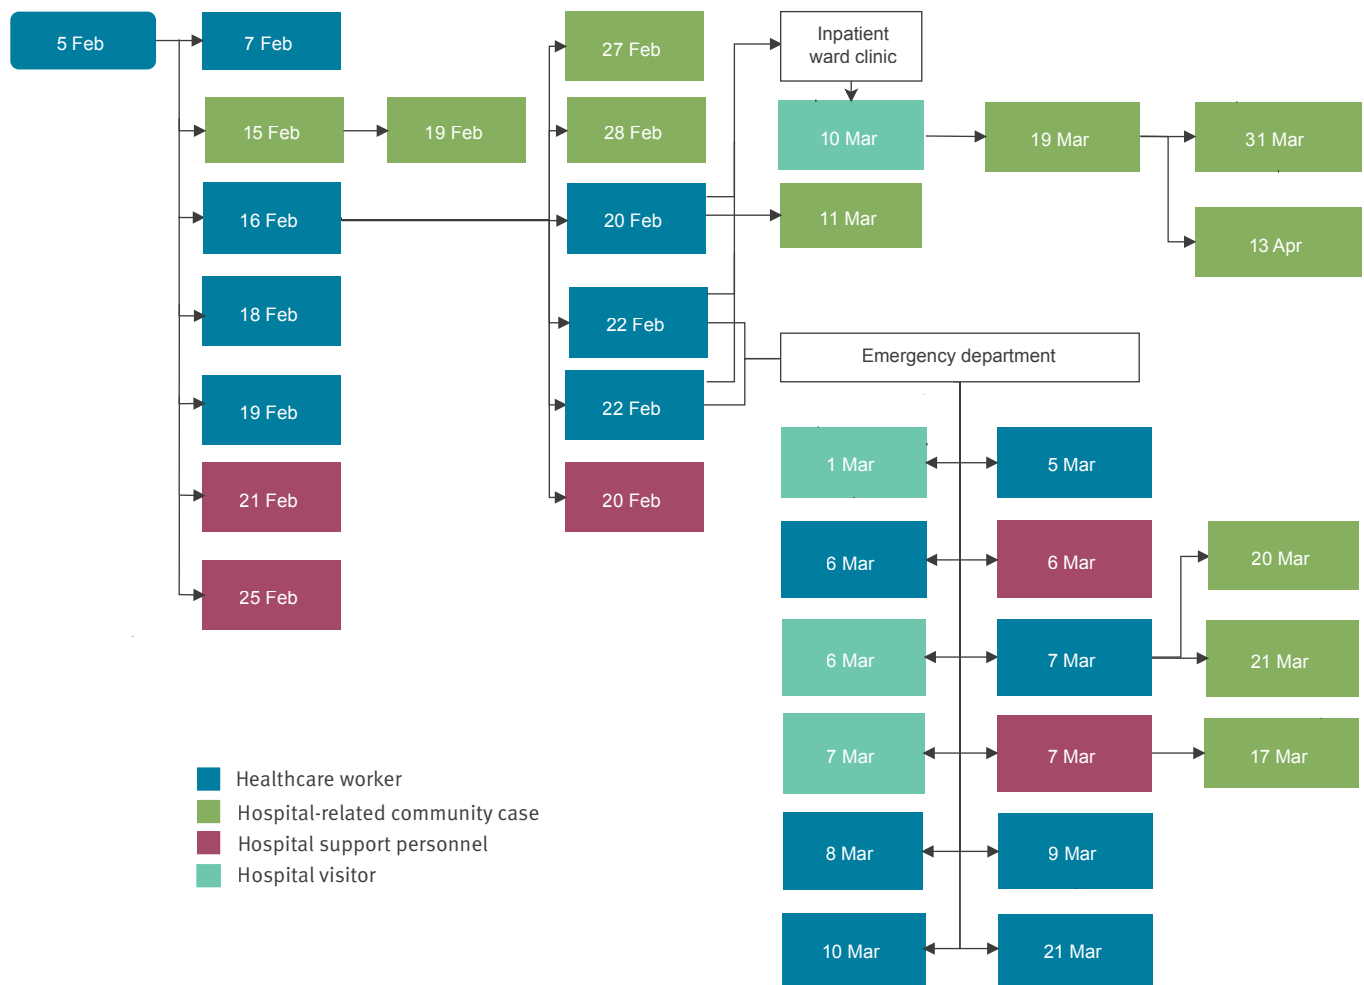 5 Feb
7 Feb
15 Feb
19 Feb
16 Feb
18 Feb
19 Feb
21 Feb
25 Feb
27 Feb
28 Feb
20 Feb
22 Feb
22 Feb
20 Feb
Inpatient
ward clinic
10 Mar
19 Mar
31 Mar
11 Mar
13 Apr
Emergency department
1 Mar
5 Mar
6 Mar
6 Mar
20 Mar
6 Mar
7 Mar
21 Mar
7 Mar
7 Mar
17 Mar
8 Mar
9 Mar
10 Mar
21 Mar
Healthcare worker
Hospital-related community case
Hospital support personnel
Hospital visitor